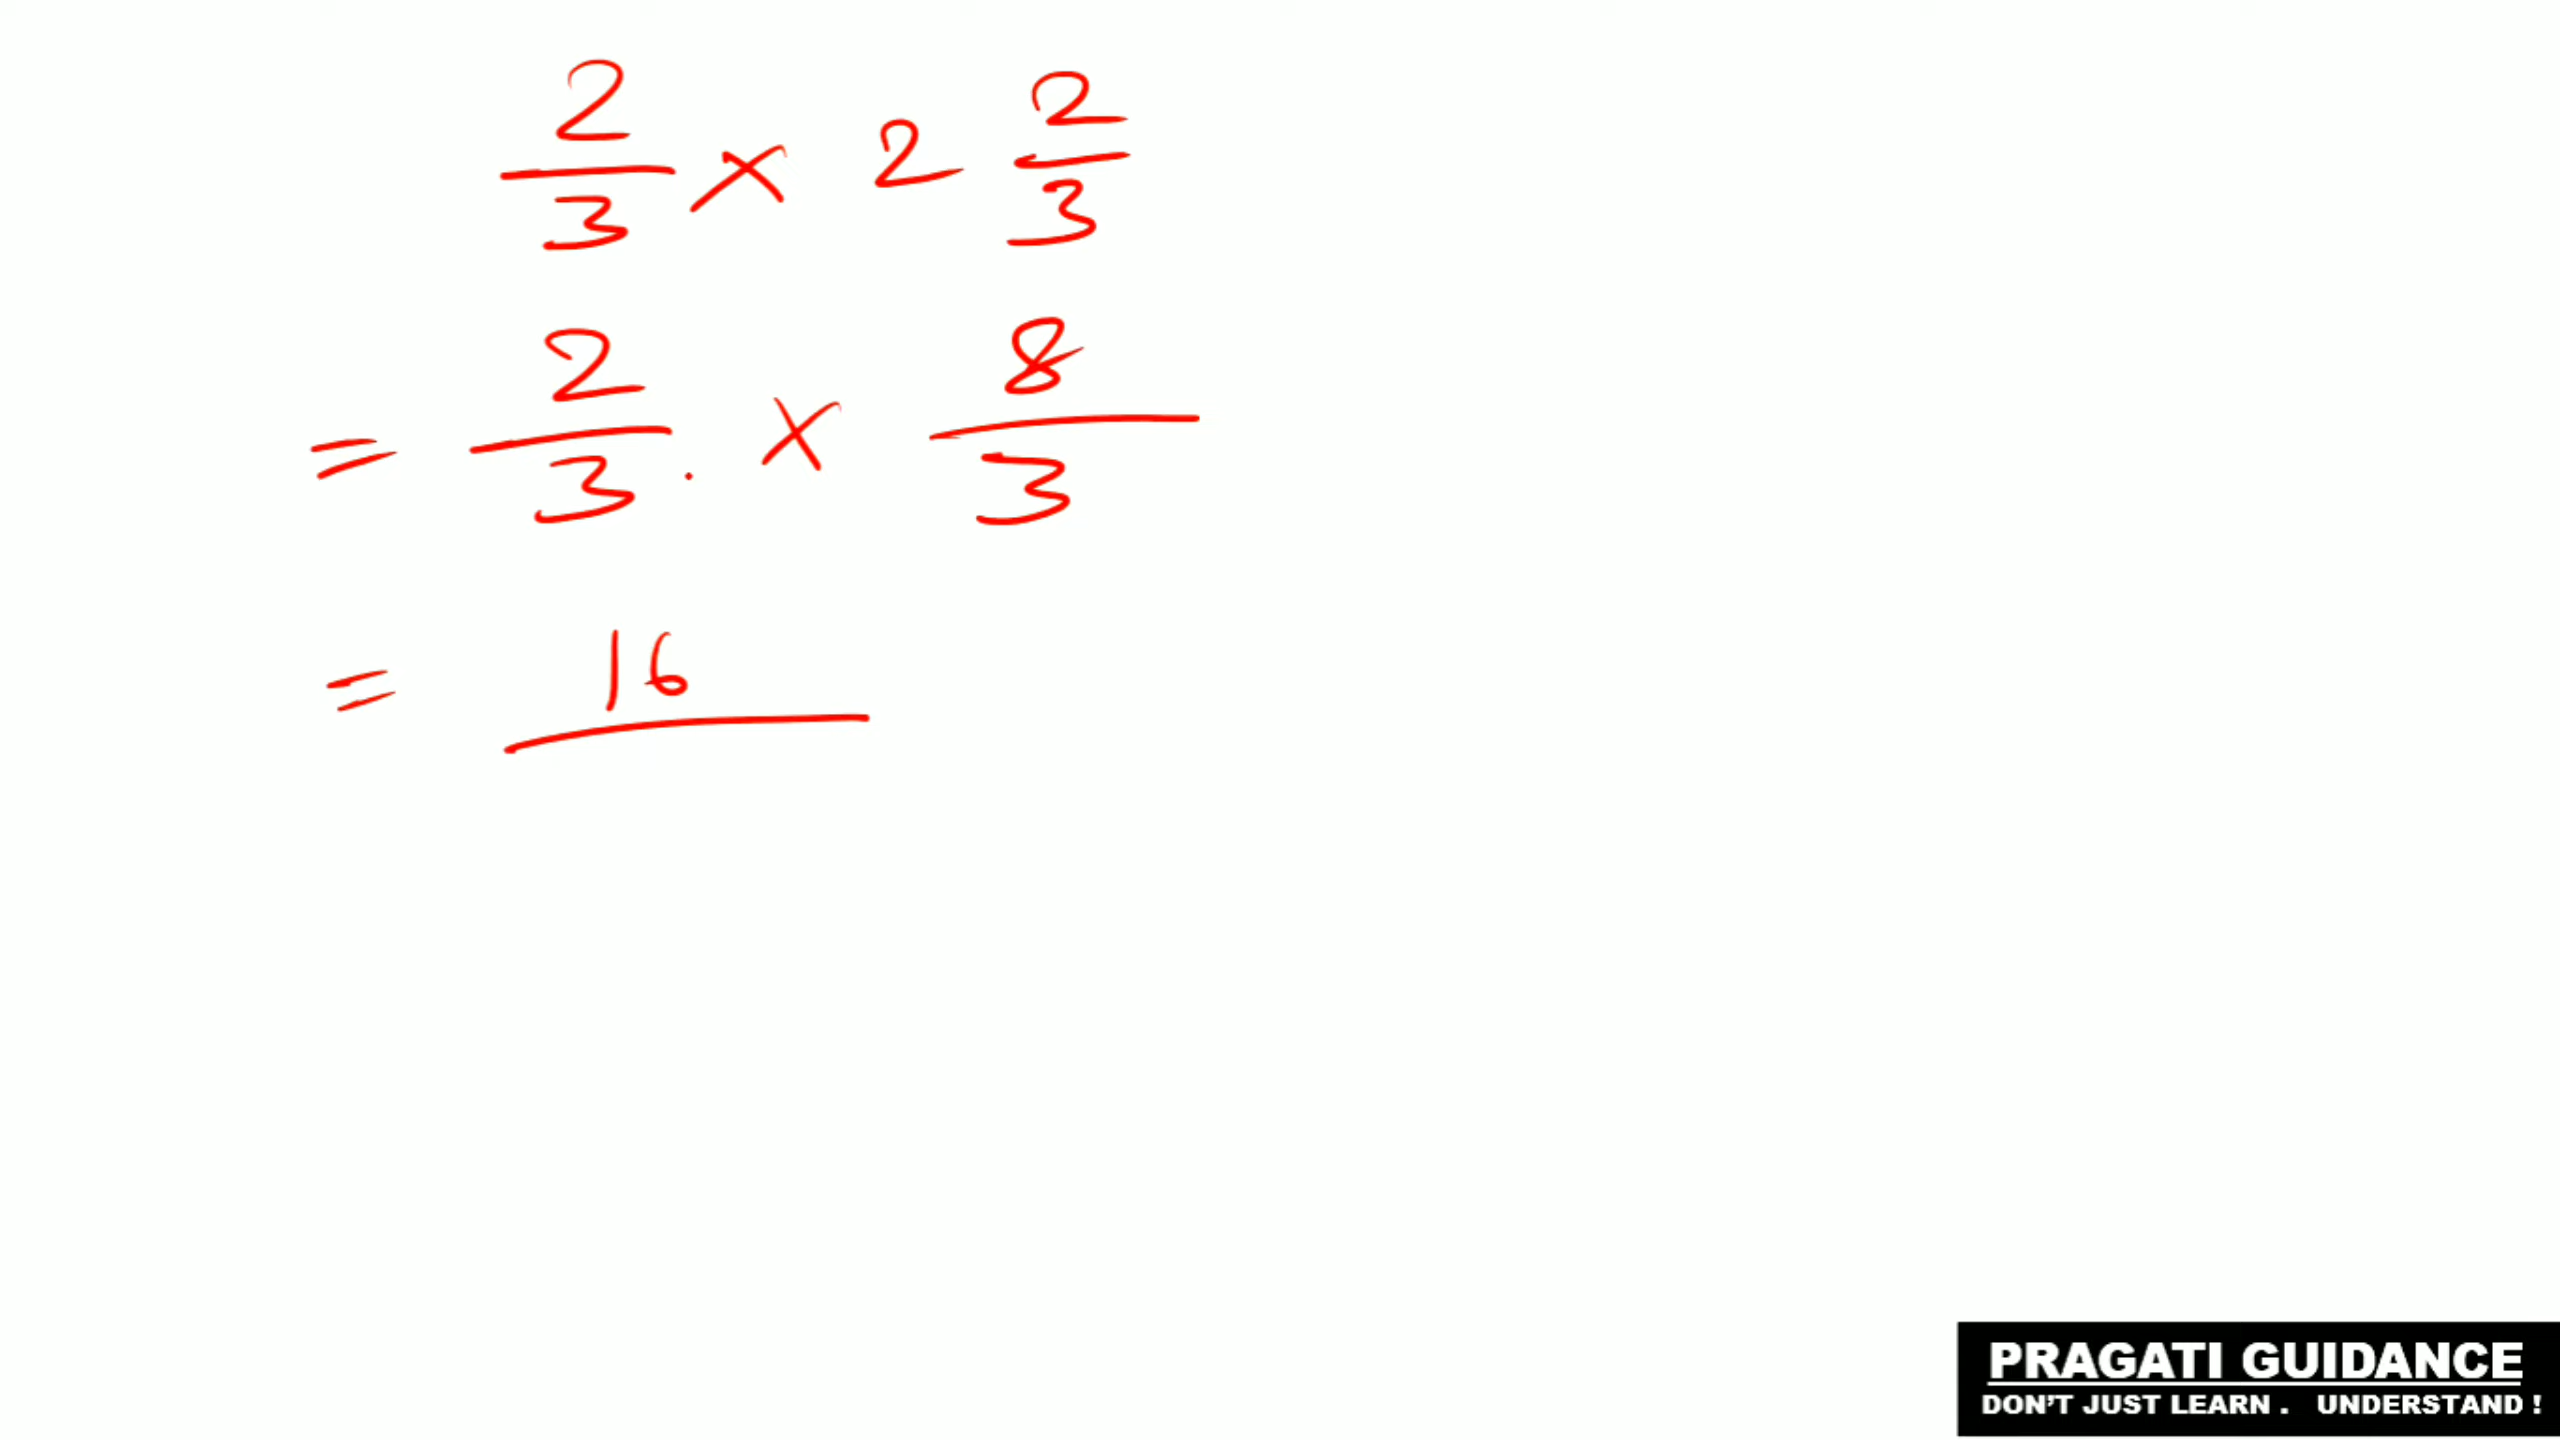 2/3 × 2 2/3
= 2/3 . × 8/3
= 16/
PRAGATI GUIDANCE
DON'T JUST LEARN . UNDERSTAND !